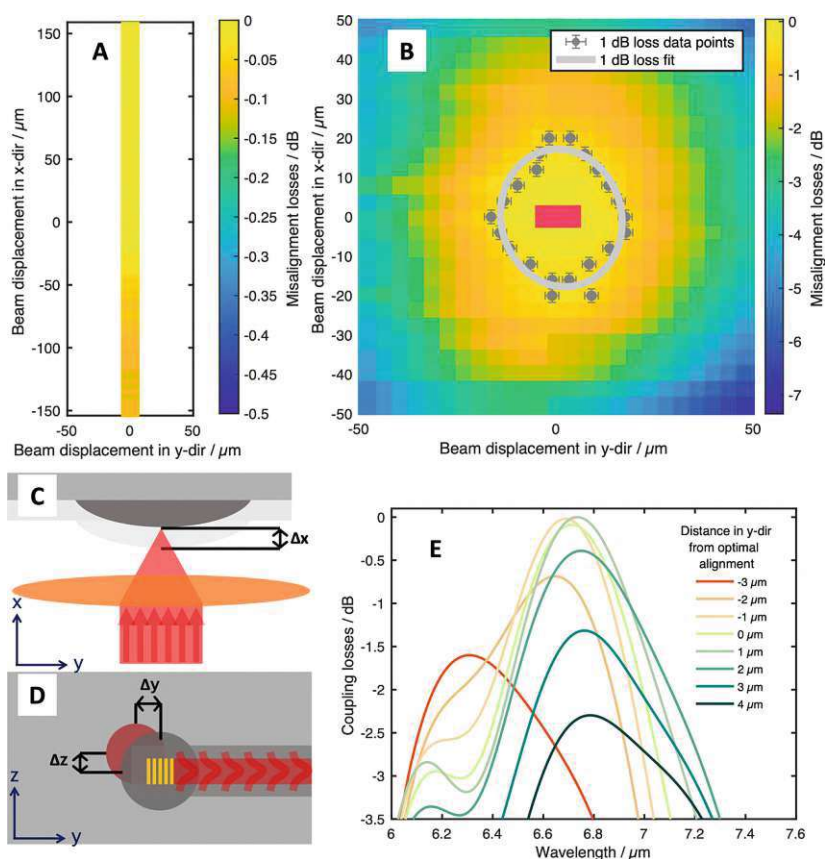 A
Beam displacement in x-dir / µm
150
100
50
0
-50
-100
-150
-50
0
50
Beam displacement in y-dir / µm
0
-0.05
-0.1
-0.15
-0.2
-0.25
-0.3
-0.35
-0.4
-0.45
-0.5
Misalignment losses / dB
B
1 dB loss data points
1 dB loss fit
Beam displacement in x-dir / µm
50
40
30
20
10
0
-10
-20
-30
-40
-50
-50
0
50
Beam displacement in y-dir / µm
0
-1
-2
-3
-4
-5
-6
-7
Misalignment losses / dB
C
Δx
x
y
D
Δy
Δz
z
y
E
Distance in y-dir
from optimal
alignment
-3 µm
-2 µm
-1 µm
0 µm
1 µm
2 µm
3 µm
4 µm
Coupling losses / dB
0
-0.5
-1
-1.5
-2
-2.5
-3
-3.5
6
6.2
6.4
6.6
6.8
7
7.2
7.4
7.6
Wavelength / µm